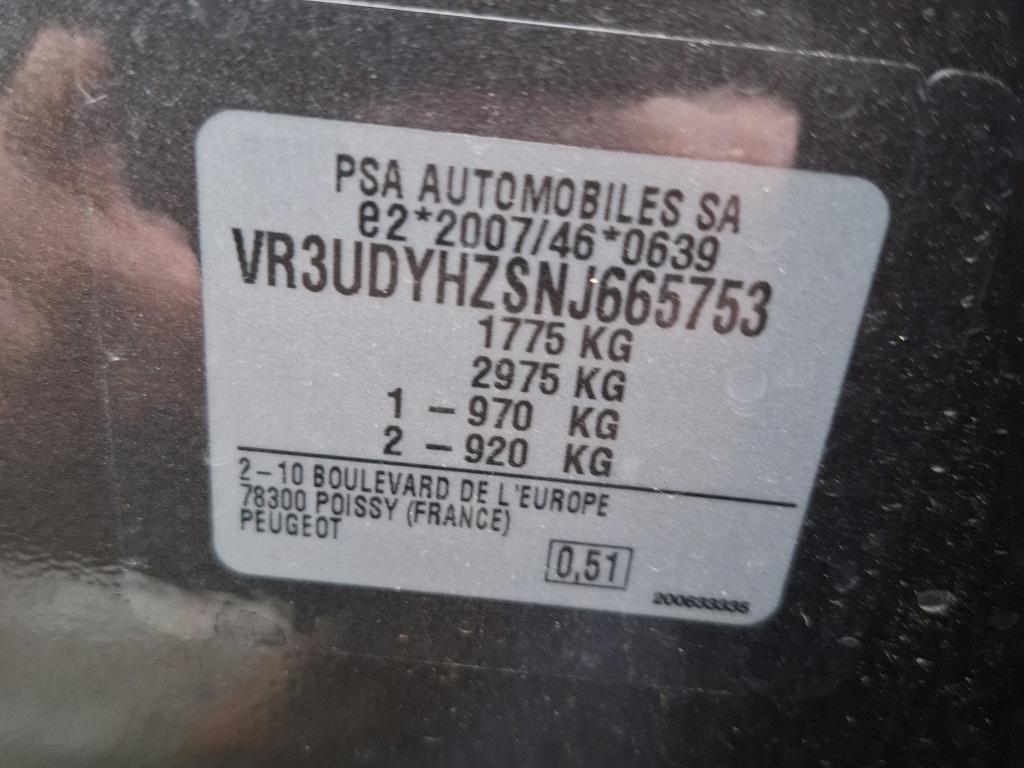 PSA AUTOMOBILES SA
e2*2007/46*0639
VR3UDYHZSNJ665753
1775 KG
2975 KG
1 – 970 KG
2 – 920 KG
2–10 BOULEVARD DE L'EUROPE
78300 POISSY (FRANCE)
PEUGEOT
0,51
200633335